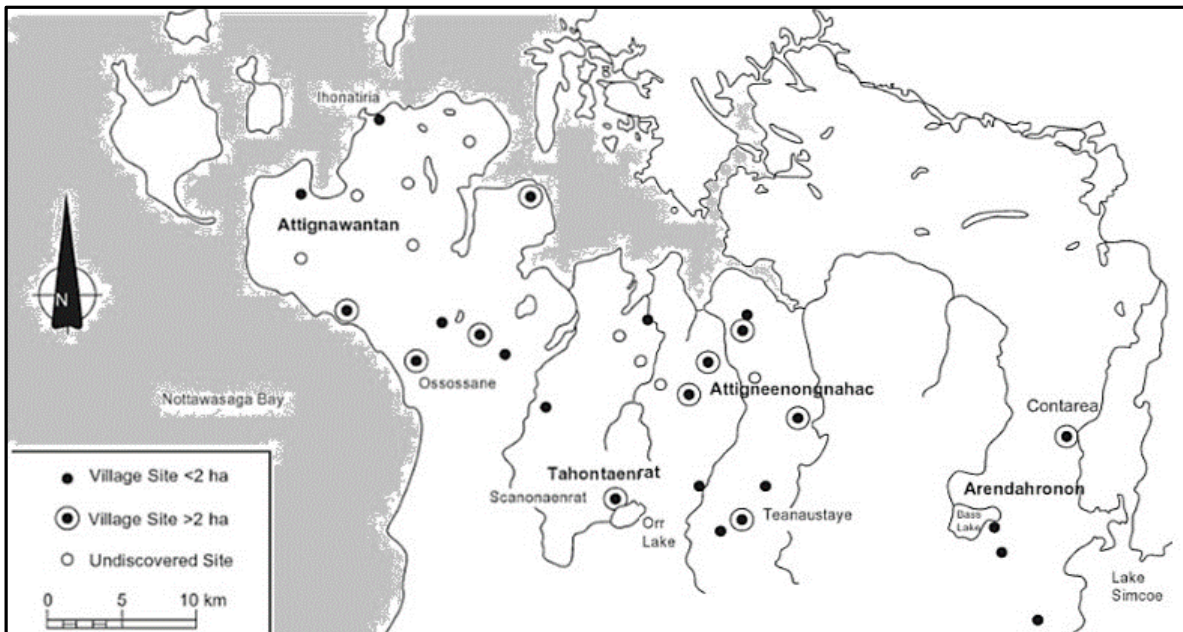 Ihonatiria
Attignawantan
Ossossane
Nottawasaga Bay
Attigneenongnahac
Contarea
Tahontaenrat
Scanonaenrat
Orr
Lake
Teanaustaye
Arendahronon
Bass
Lake
Lake
Simcoe
N
Village Site <2 ha
Village Site >2 ha
Undiscovered Site
0 5 10 km